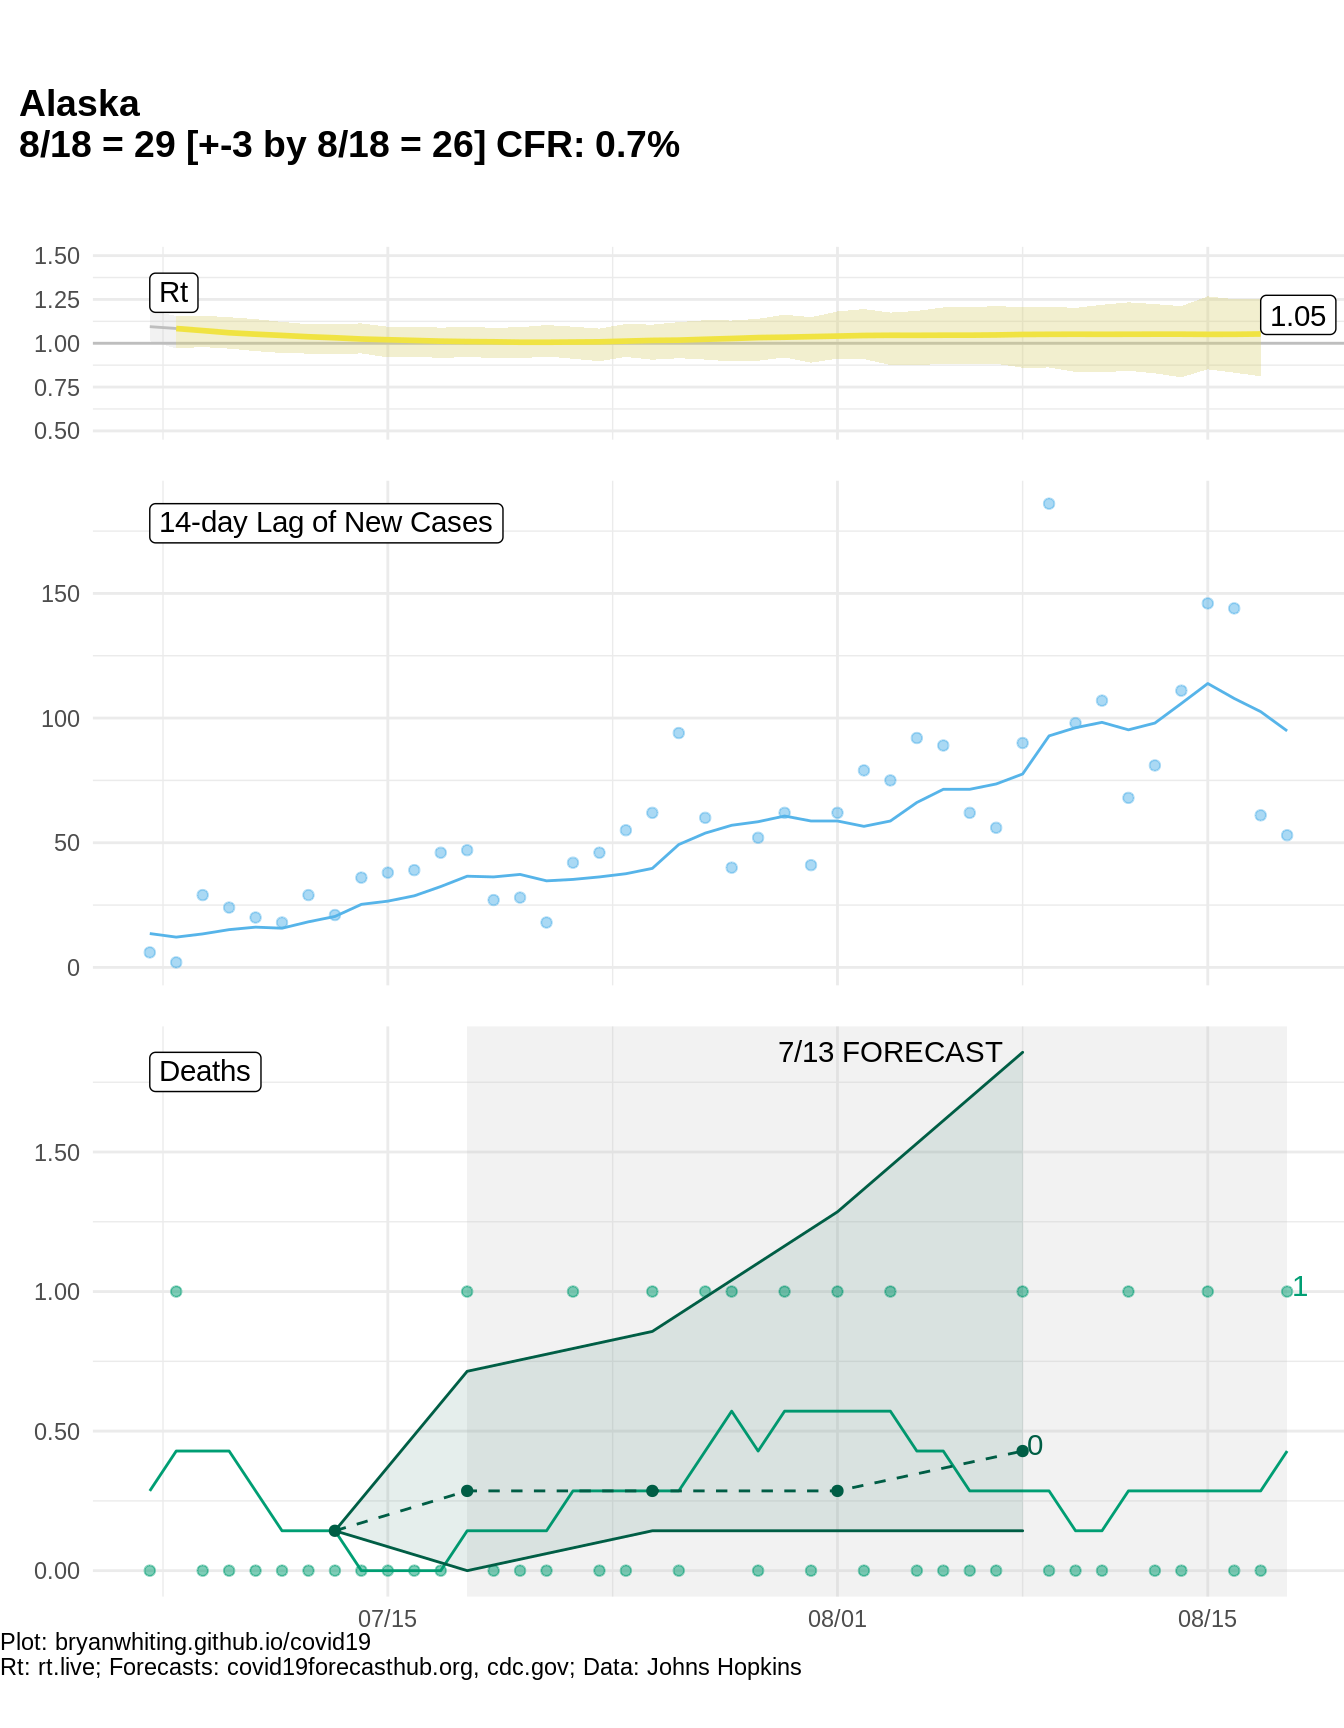 Alaska
8/18 = 29 [+-3 by 8/18 = 26] CFR: 0.7%
1.50
Rt
1.25
1.05
1.00
0.75
0.50
14-day Lag of New Cases
150
100
50
0
7/13 FORECAST
Deaths
1.50
1.00
1
0.50
0
0.00
07/15 08/01 08/15
Plot: bryanwhiting.github.io/covid19
Rt: rt.live; Forecasts: covid19forecasthub.org, cdc.gov; Data: Johns Hopkins